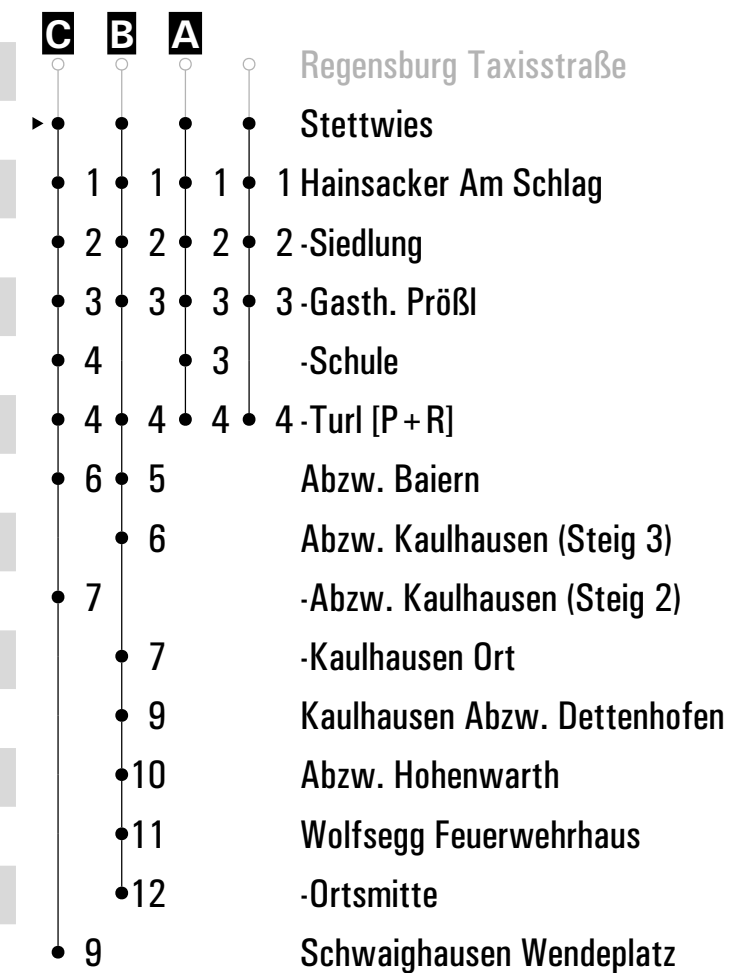 C B A
Regensburg Taxisstraße
Stettwies
1 1 1 1 Hainsacker Am Schlag
2 2 2 2 -Siedlung
3 3 3 3 -Gasth. Prößl
4 3 -Schule
4 4 4 4 -Turl [P+R]
6 5 Abzw. Baiern
6 Abzw. Kaulhausen (Steig 3)
7 -Abzw. Kaulhausen (Steig 2)
7 -Kaulhausen Ort
9 Kaulhausen Abzw. Dettenhofen
10 Abzw. Hohenwarth
11 Wolfsegg Feuerwehrhaus
12 -Ortsmitte
9 Schwaighausen Wendeplatz